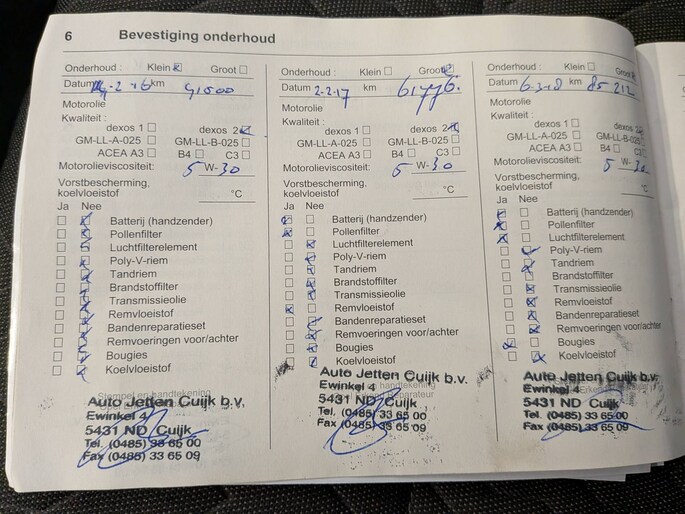 6 Bevestiging onderhoud
Onderhoud : Klein Groot
Datum -2-16 km 41500
Motorolie
Kwaliteit :
dexos 1 dexos 2
GM-LL-A-025 GM-LL-B-025
ACEA A3 B4 C3
Motorolieviscositeit: 5 W-30
Vorstbescherming,
koelvloeistof °C
Ja Nee
Batterij (handzender)
Pollenfilter
Luchtfilterelement
Poly-V-riem
Tandriem
Brandstoffilter
Transmissieolie
Remvloeistof
Bandenreparatieset
Remvoeringen voor/achter
Bougies
Koelvloeistof
Stempel en handtekening
Auto Jetten Cuijk b.v.
Ewinkel 4
5431 ND Cuijk
Tel. (0485) 33 65 00
Fax (0485) 33 65 09
Onderhoud : Klein Groot
Datum 2-2-17 km 61776.
Motorolie
Kwaliteit :
dexos 1 dexos 2
GM-LL-A-025 GM-LL-B-025
ACEA A3 B4 C3
Motorolieviscositeit: 5 W-30
Vorstbescherming,
koelvloeistof °C
Ja Nee
Batterij (handzender)
Pollenfilter
Luchtfilterelement
Poly-V-riem
Tandriem
Brandstoffilter
Transmissieolie
Remvloeistof
Bandenreparatieset
Remvoeringen voor/achter
Bougies
Koelvloeistof
Auto Jetten Cuijk b.v.
Ewinkel 4 handtekening
5431 ND Cuijk
Tel. (0485) 33 65 00
Fax (0485) 33 65 09
Onderhoud : Klein Groot
Datum 6-3-18 km 85 212
Motorolie
Kwaliteit :
dexos 1 dexos 2
GM-LL-A-025 GM-LL-B-025
ACEA A3 B4 C3
Motorolieviscositeit: 5 W-30
Vorstbescherming,
koelvloeistof °C
Ja Nee
Batterij (handzender)
Pollenfilter
Luchtfilterelement
Poly-V-riem
Tandriem
Brandstoffilter
Transmissieolie
Remvloeistof
Bandenreparatieset
Remvoeringen voor/achter
Bougies
Koelvloeistof
Auto Jetten Cuijk b.v.
Ewinkel 4
5431 ND Cuijk
Tel. (0485) 33 65 00
Fax (0485) 33 65 09